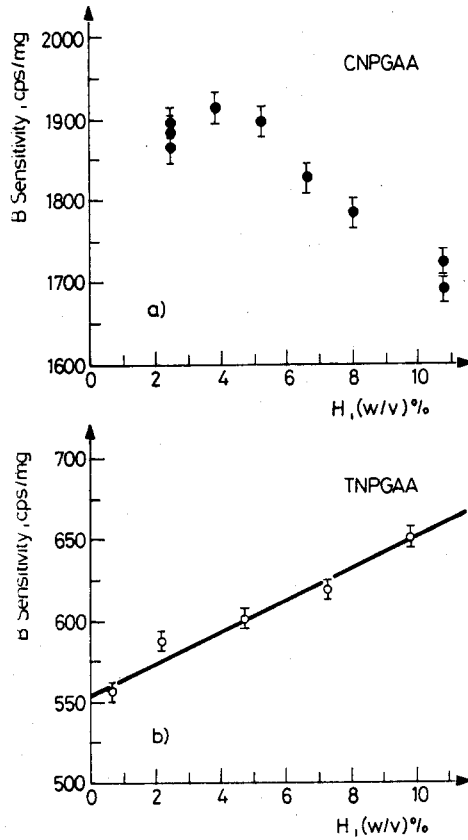 2000
1900
1800
1700
1600
B Sensitivity, cps/mg
CNPGAA
a)
0 2 4 6 8 10
H, (w/v)%
700
650
600
550
500
B Sensitivity, cps/mg
TNPGAA
b)
0 2 4 6 8 10
H, (w/v)%